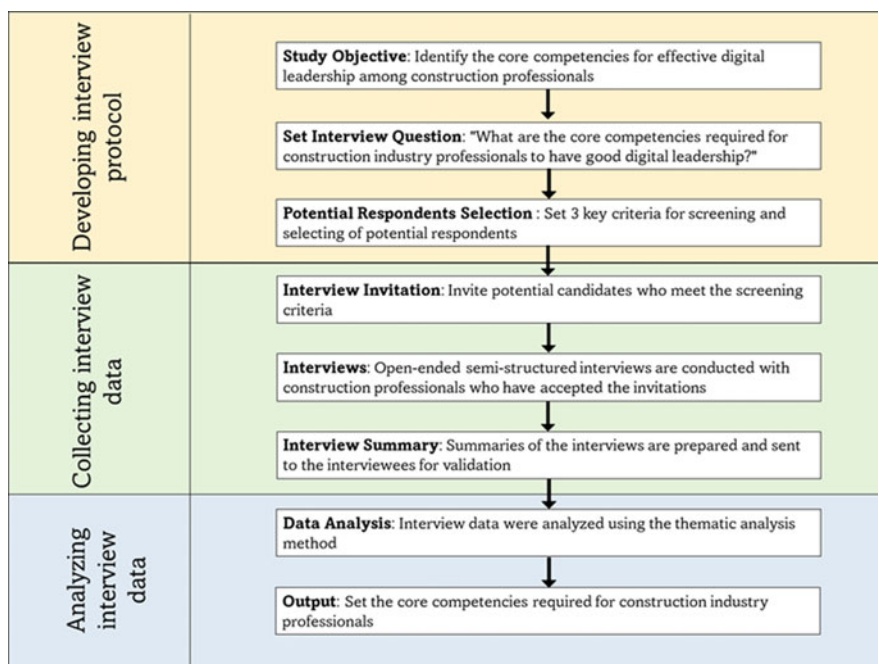 Developing interview
protocol
Study Objective: Identify the core competencies for effective digital
leadership among construction professionals
Set Interview Question: "What are the core competencies required for
construction industry professionals to have good digital leadership?"
Potential Respondents Selection : Set 3 key criteria for screening and
selecting of potential respondents
Collecting interview
data
Interview Invitation: Invite potential candidates who meet the screening
criteria
Interviews: Open-ended semi-structured interviews are conducted with
construction professionals who have accepted the invitations
Interview Summary: Summaries of the interviews are prepared and sent
to the interviewees for validation
Analyzing
interview
data
Data Analysis: Interview data were analyzed using the thematic analysis
method
Output: Set the core competencies required for construction industry
professionals